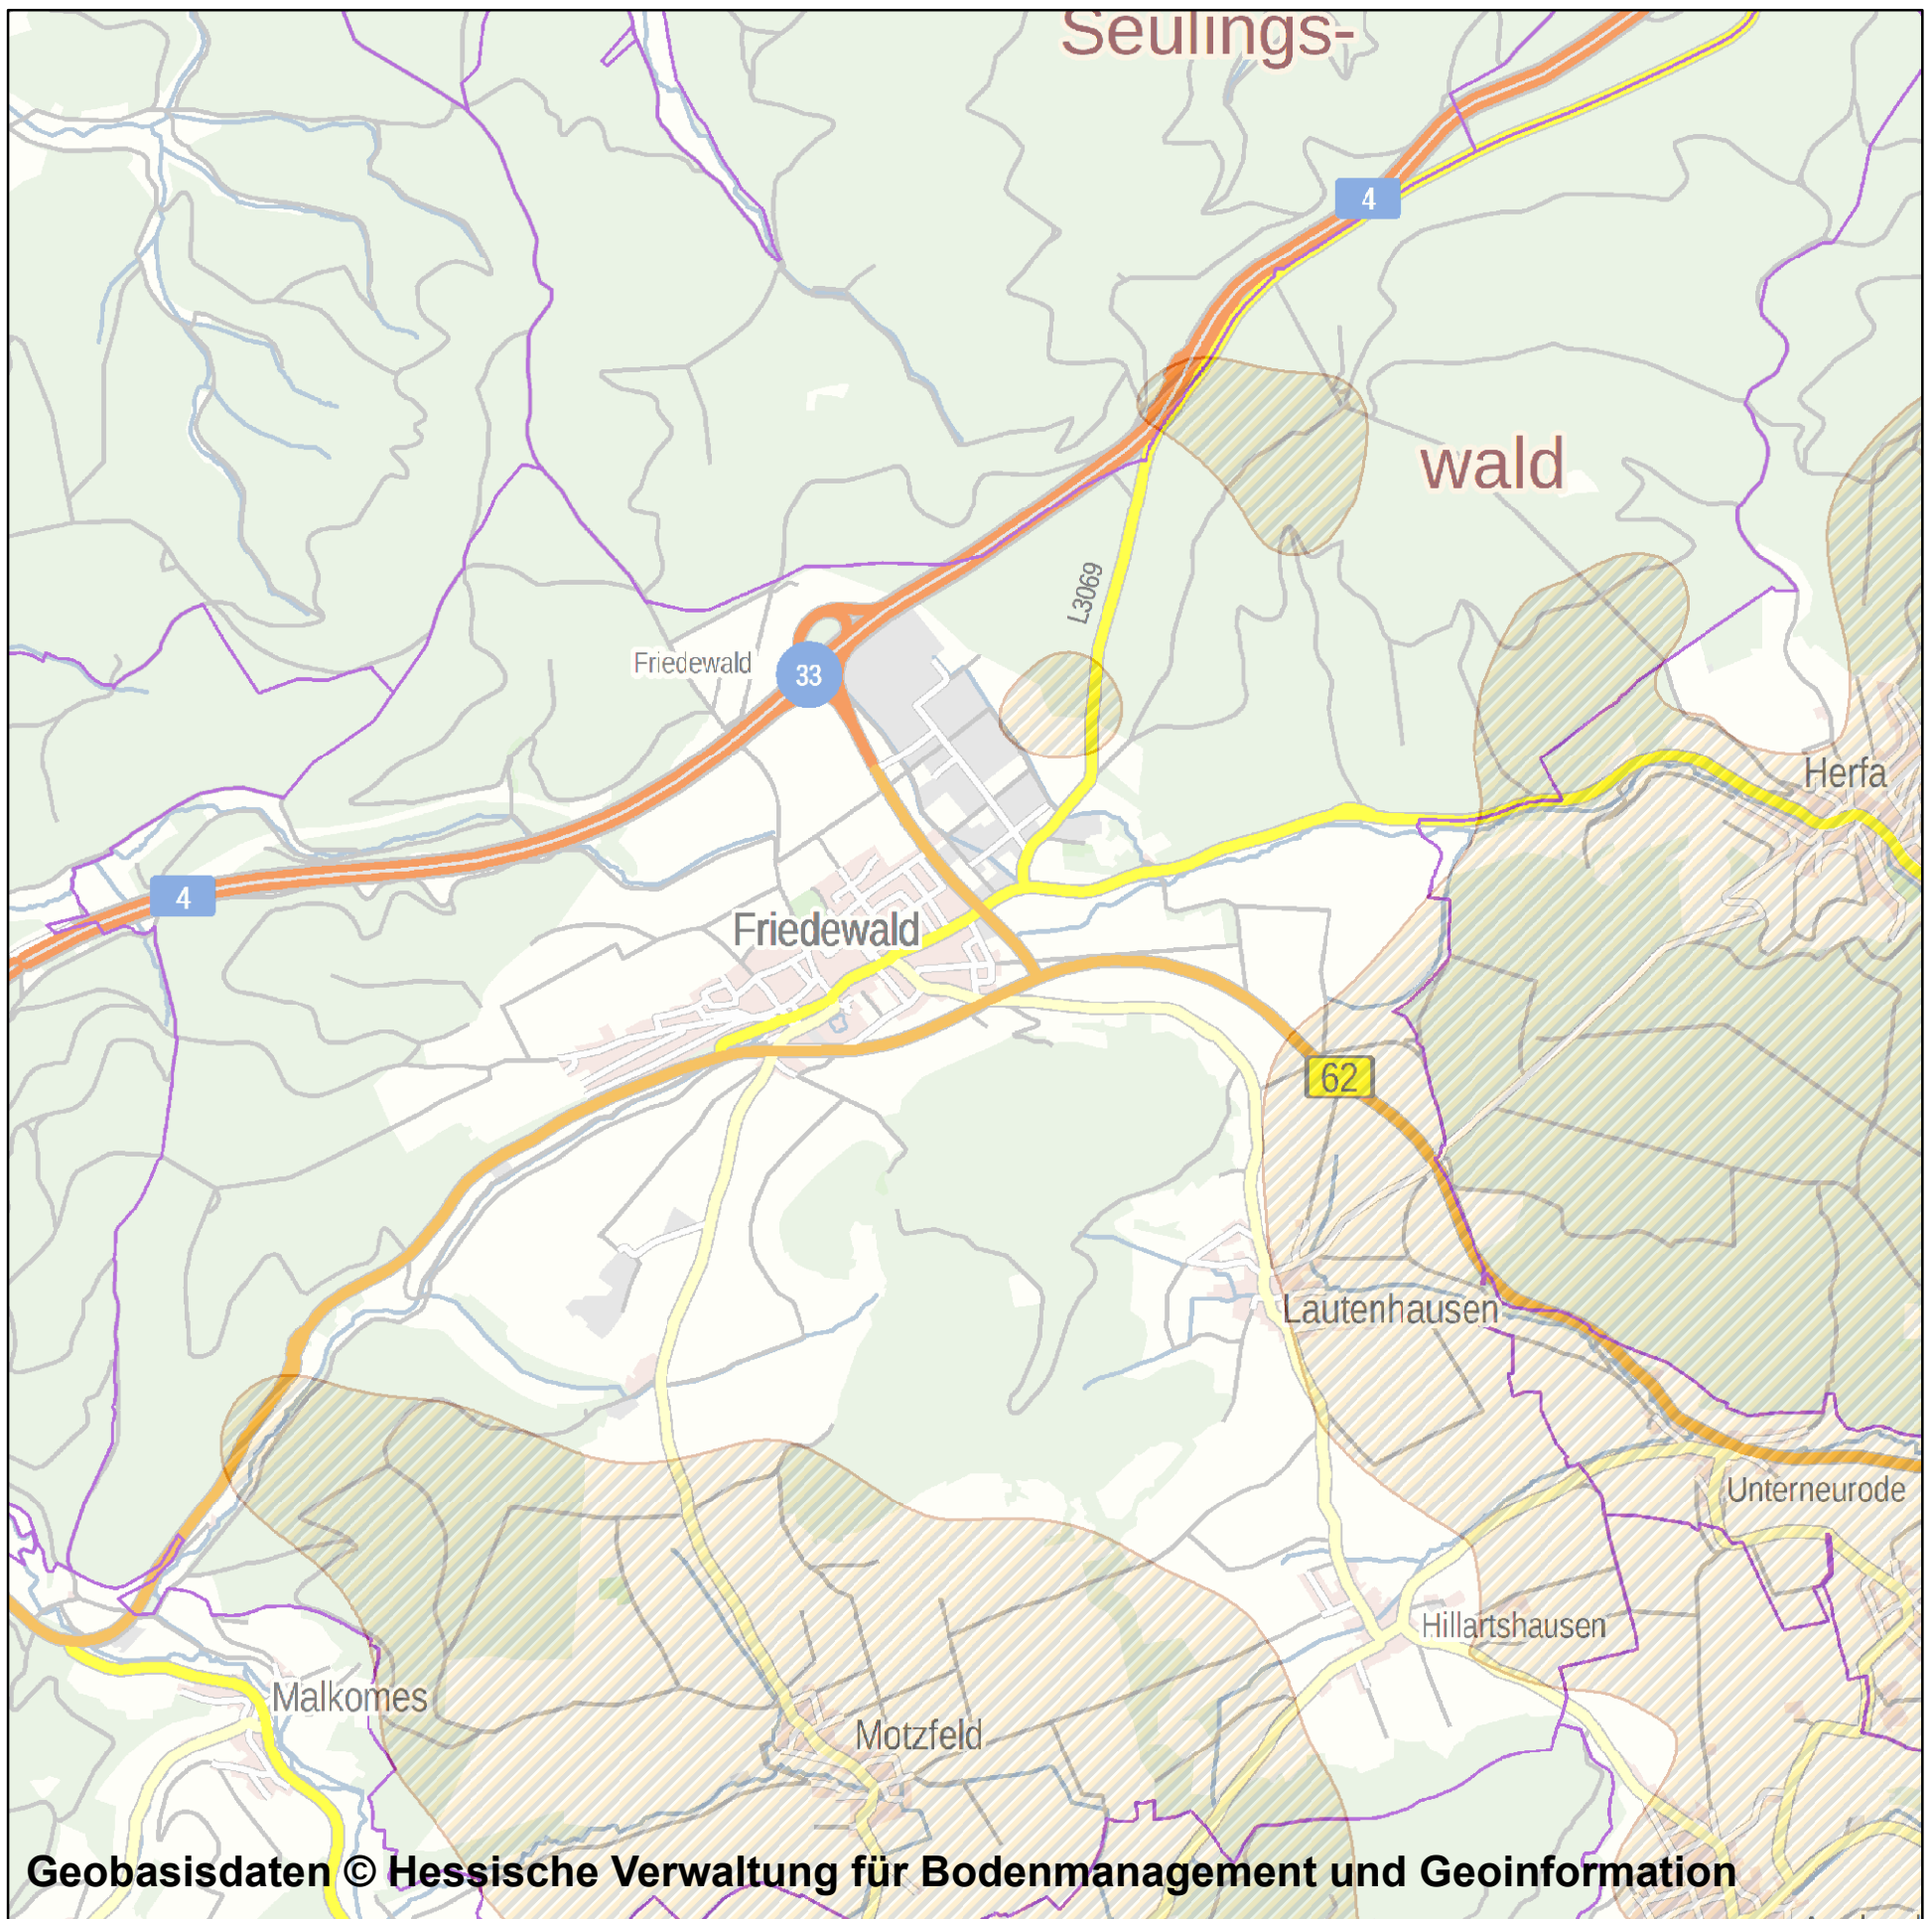 Seulings-
4
wald
L3069
Friedewald
33
Herfa
4
Friedewald
62
Lautenhausen
Unterneurode
Hillartshausen
Malkomes
Motzfeld
Geobasisdaten © Hessische Verwaltung für Bodenmanagement und Geoinformation